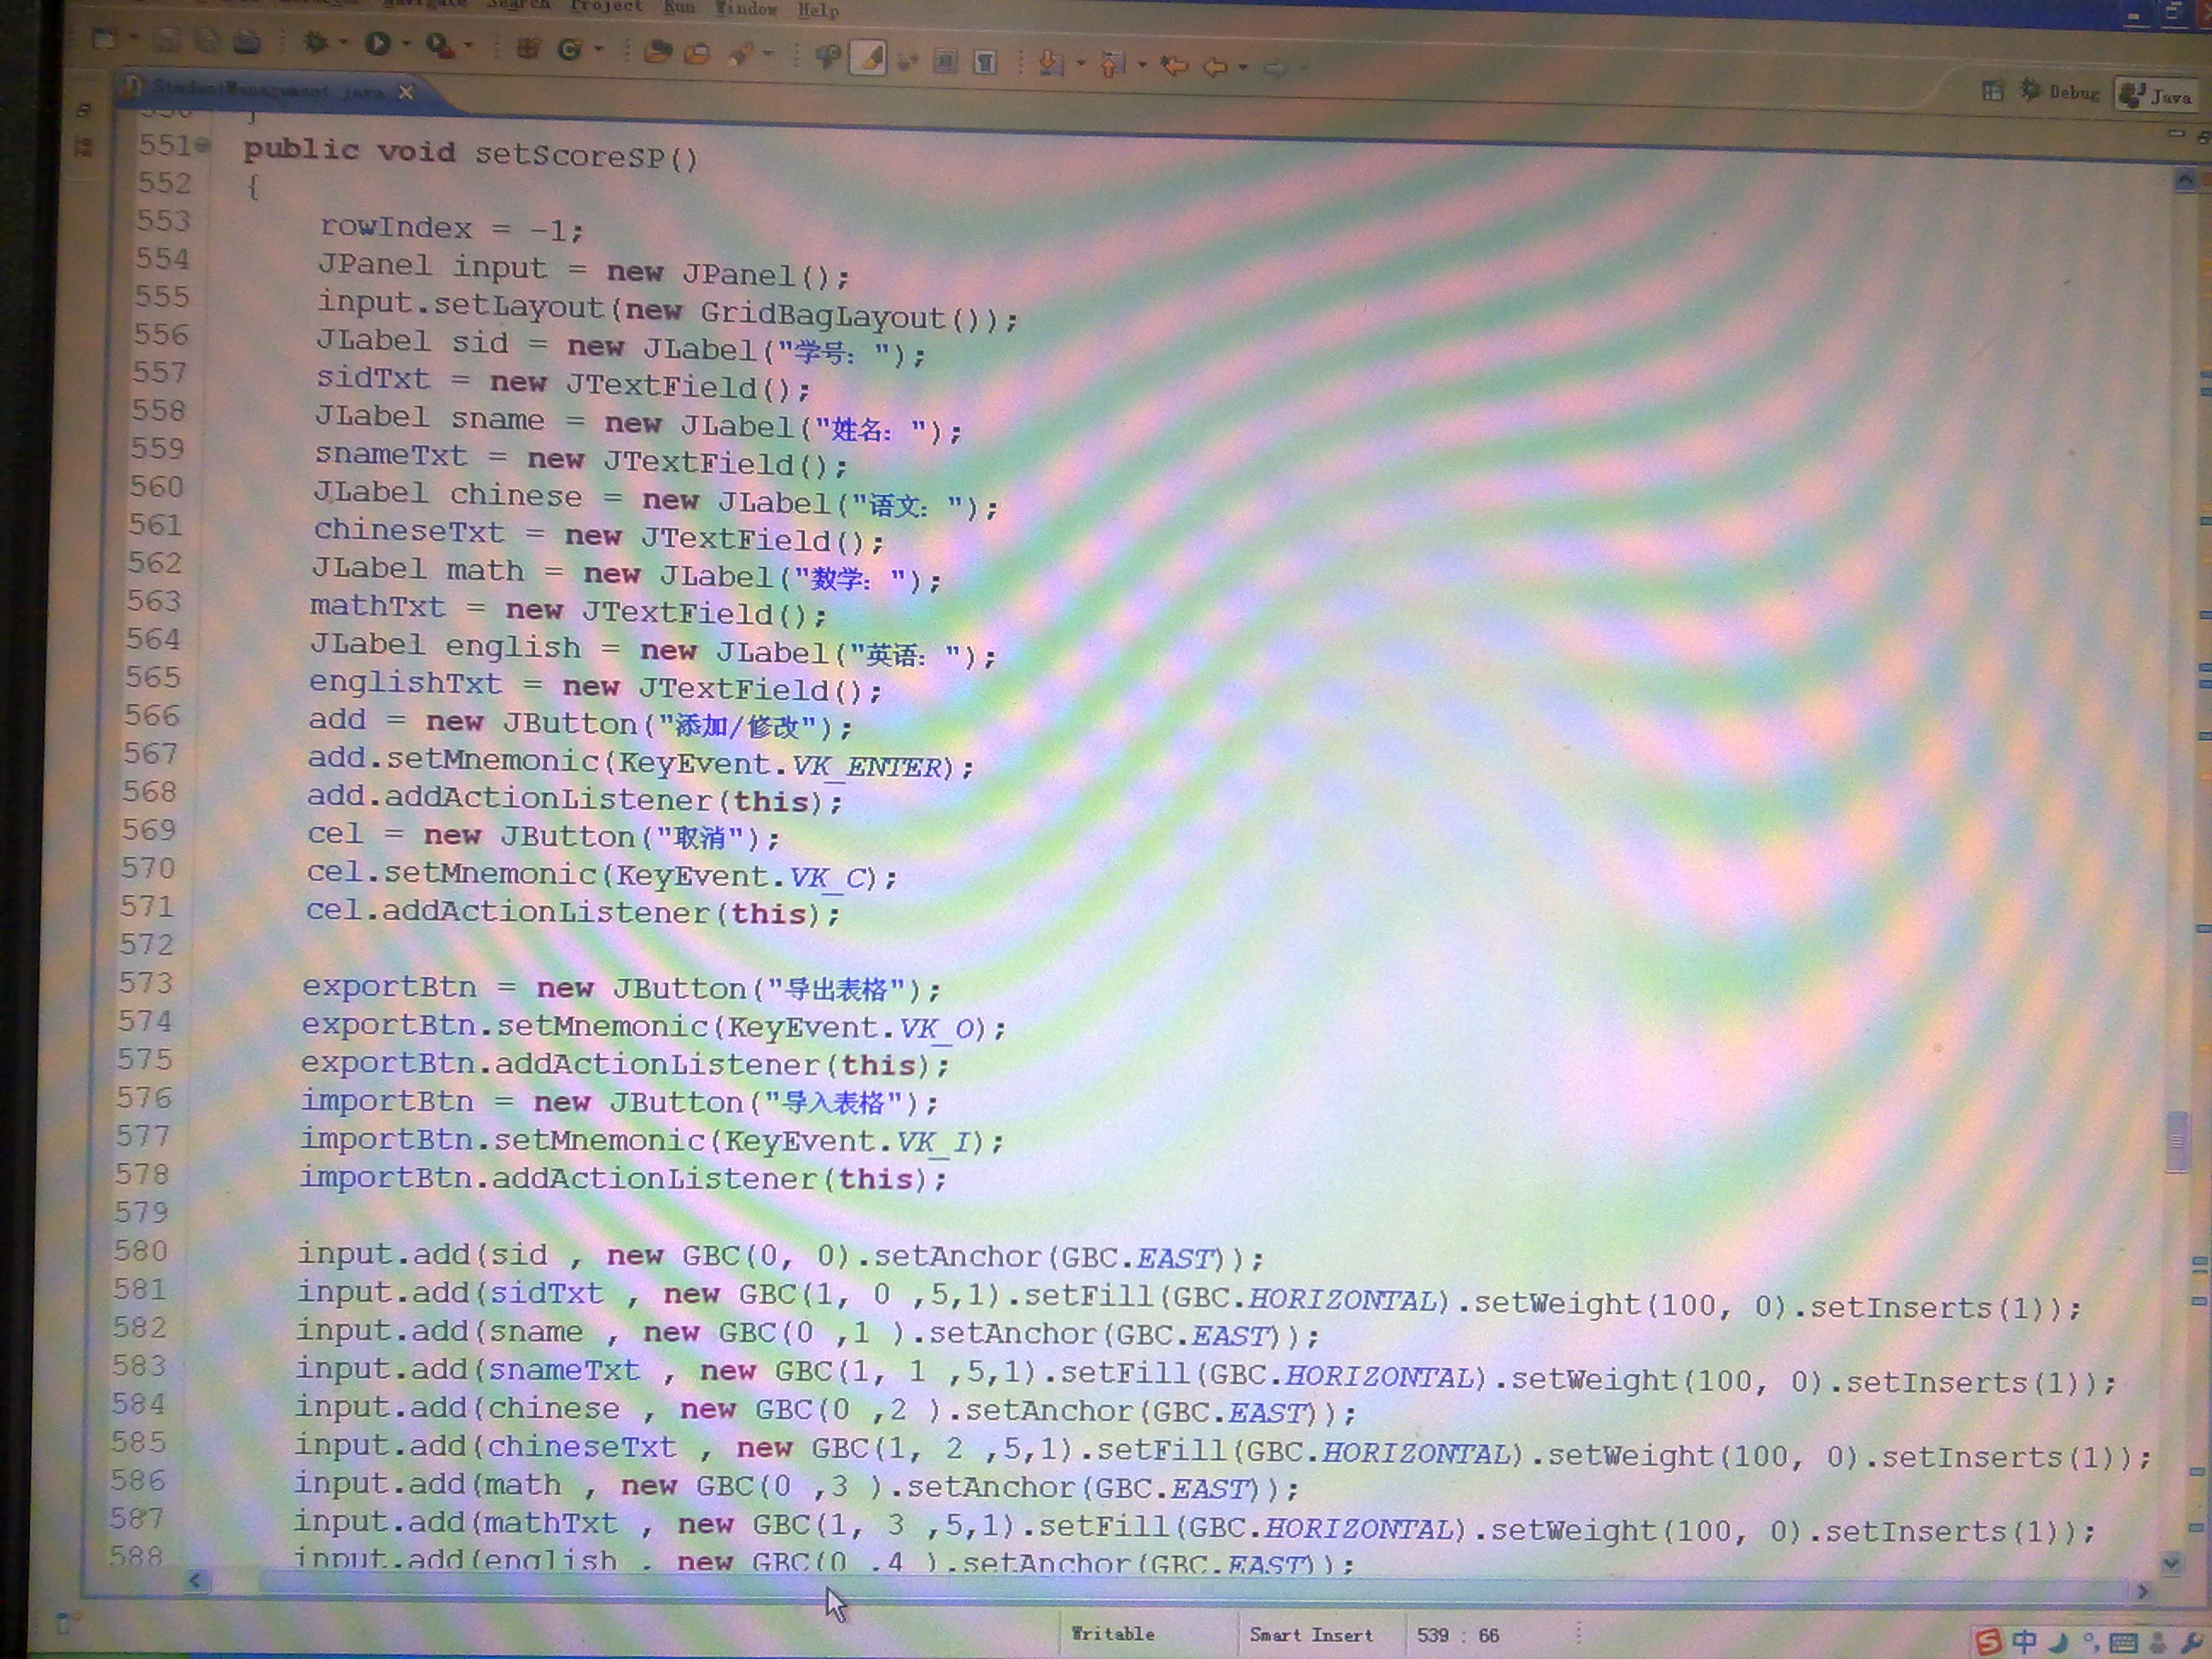 Navigate Search Project Run Window Help
StudentManagement.java
Debug Java
550 }
551 public void setScoreSP()
552 {
553 rowIndex = -1;
554 JPanel input = new JPanel();
555 input.setLayout(new GridBagLayout());
556 JLabel sid = new JLabel("学号: ");
557 sidTxt = new JTextField();
558 JLabel sname = new JLabel("姓名: ");
559 snameTxt = new JTextField();
560 JLabel chinese = new JLabel("语文: ");
561 chineseTxt = new JTextField();
562 JLabel math = new JLabel("数学: ");
563 mathTxt = new JTextField();
564 JLabel english = new JLabel("英语: ");
565 englishTxt = new JTextField();
566 add = new JButton("添加/修改");
567 add.setMnemonic(KeyEvent.VK_ENTER);
568 add.addActionListener(this);
569 cel = new JButton("取消");
570 cel.setMnemonic(KeyEvent.VK_C);
571 cel.addActionListener(this);
572
573 exportBtn = new JButton("导出表格");
574 exportBtn.setMnemonic(KeyEvent.VK_O);
575 exportBtn.addActionListener(this);
576 importBtn = new JButton("导入表格");
577 importBtn.setMnemonic(KeyEvent.VK_I);
578 importBtn.addActionListener(this);
579
580 input.add(sid , new GBC(0, 0).setAnchor(GBC.EAST));
581 input.add(sidTxt , new GBC(1, 0 ,5,1).setFill(GBC.HORIZONTAL).setWeight(100, 0).setInserts(1));
582 input.add(sname , new GBC(0 ,1 ).setAnchor(GBC.EAST));
583 input.add(snameTxt , new GBC(1, 1 ,5,1).setFill(GBC.HORIZONTAL).setWeight(100, 0).setInserts(1));
584 input.add(chinese , new GBC(0 ,2 ).setAnchor(GBC.EAST));
585 input.add(chineseTxt , new GBC(1, 2 ,5,1).setFill(GBC.HORIZONTAL).setWeight(100, 0).setInserts(1));
586 input.add(math , new GBC(0 ,3 ).setAnchor(GBC.EAST));
587 input.add(mathTxt , new GBC(1, 3 ,5,1).setFill(GBC.HORIZONTAL).setWeight(100, 0).setInserts(1));
588 input.add(english , new GBC(0 ,4 ).setAnchor(GBC.EAST));
Writable Smart Insert 539 : 66
中